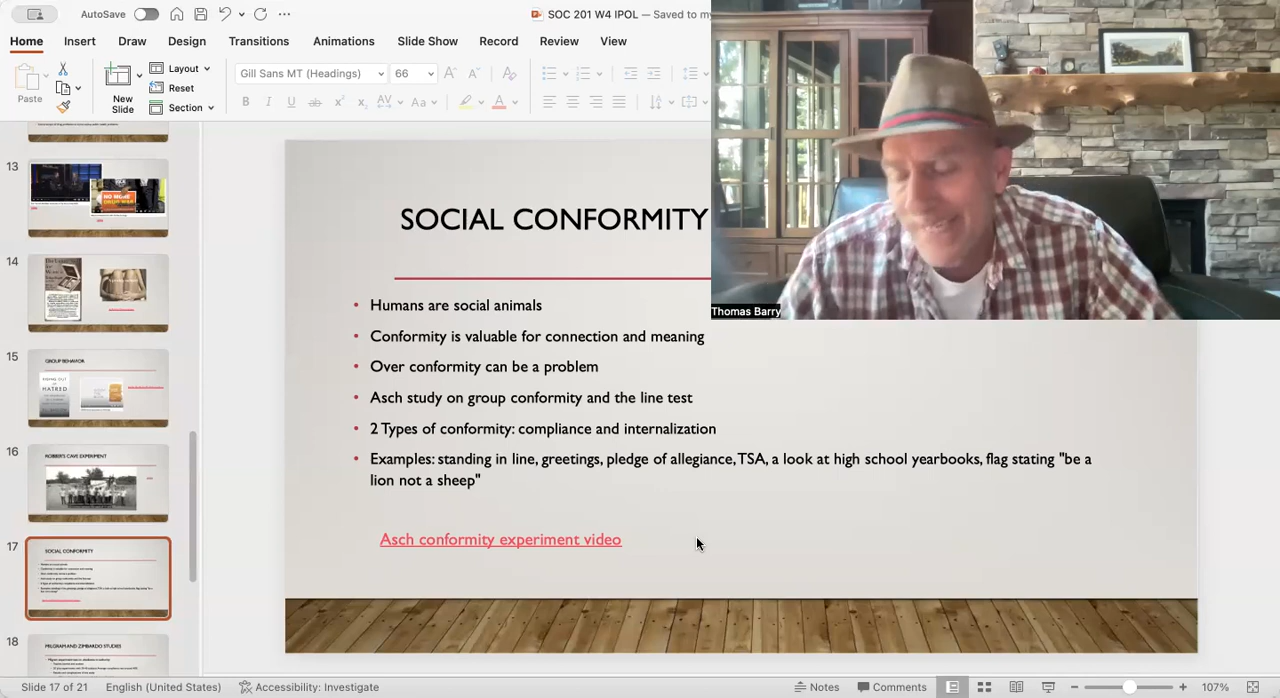 AutoSave
SOC 201 W4 IPOL — Saved to my
Home Insert Draw Design Transitions Animations Slide Show Record Review View
Paste
New
Slide
Layout
Reset
Section
Gill Sans MT (Headings) 66
13
NO MORE
14
15
GROUP BEHAVIOR
HATRED
16
ROBBER'S CAVE EXPERIMENT
17
SOCIAL CONFORMITY
18
MILGRAM AND ZIMBARDO STUDIES
SOCIAL CONFORMITY
• Humans are social animals
• Conformity is valuable for connection and meaning
• Over conformity can be a problem
• Asch study on group conformity and the line test
• 2 Types of conformity: compliance and internalization
• Examples: standing in line, greetings, pledge of allegiance, TSA, a look at high school yearbooks, flag stating "be a
lion not a sheep"
Asch conformity experiment video
Thomas Barry
Slide 17 of 21 English (United States) Accessibility: Investigate Notes Comments 107%